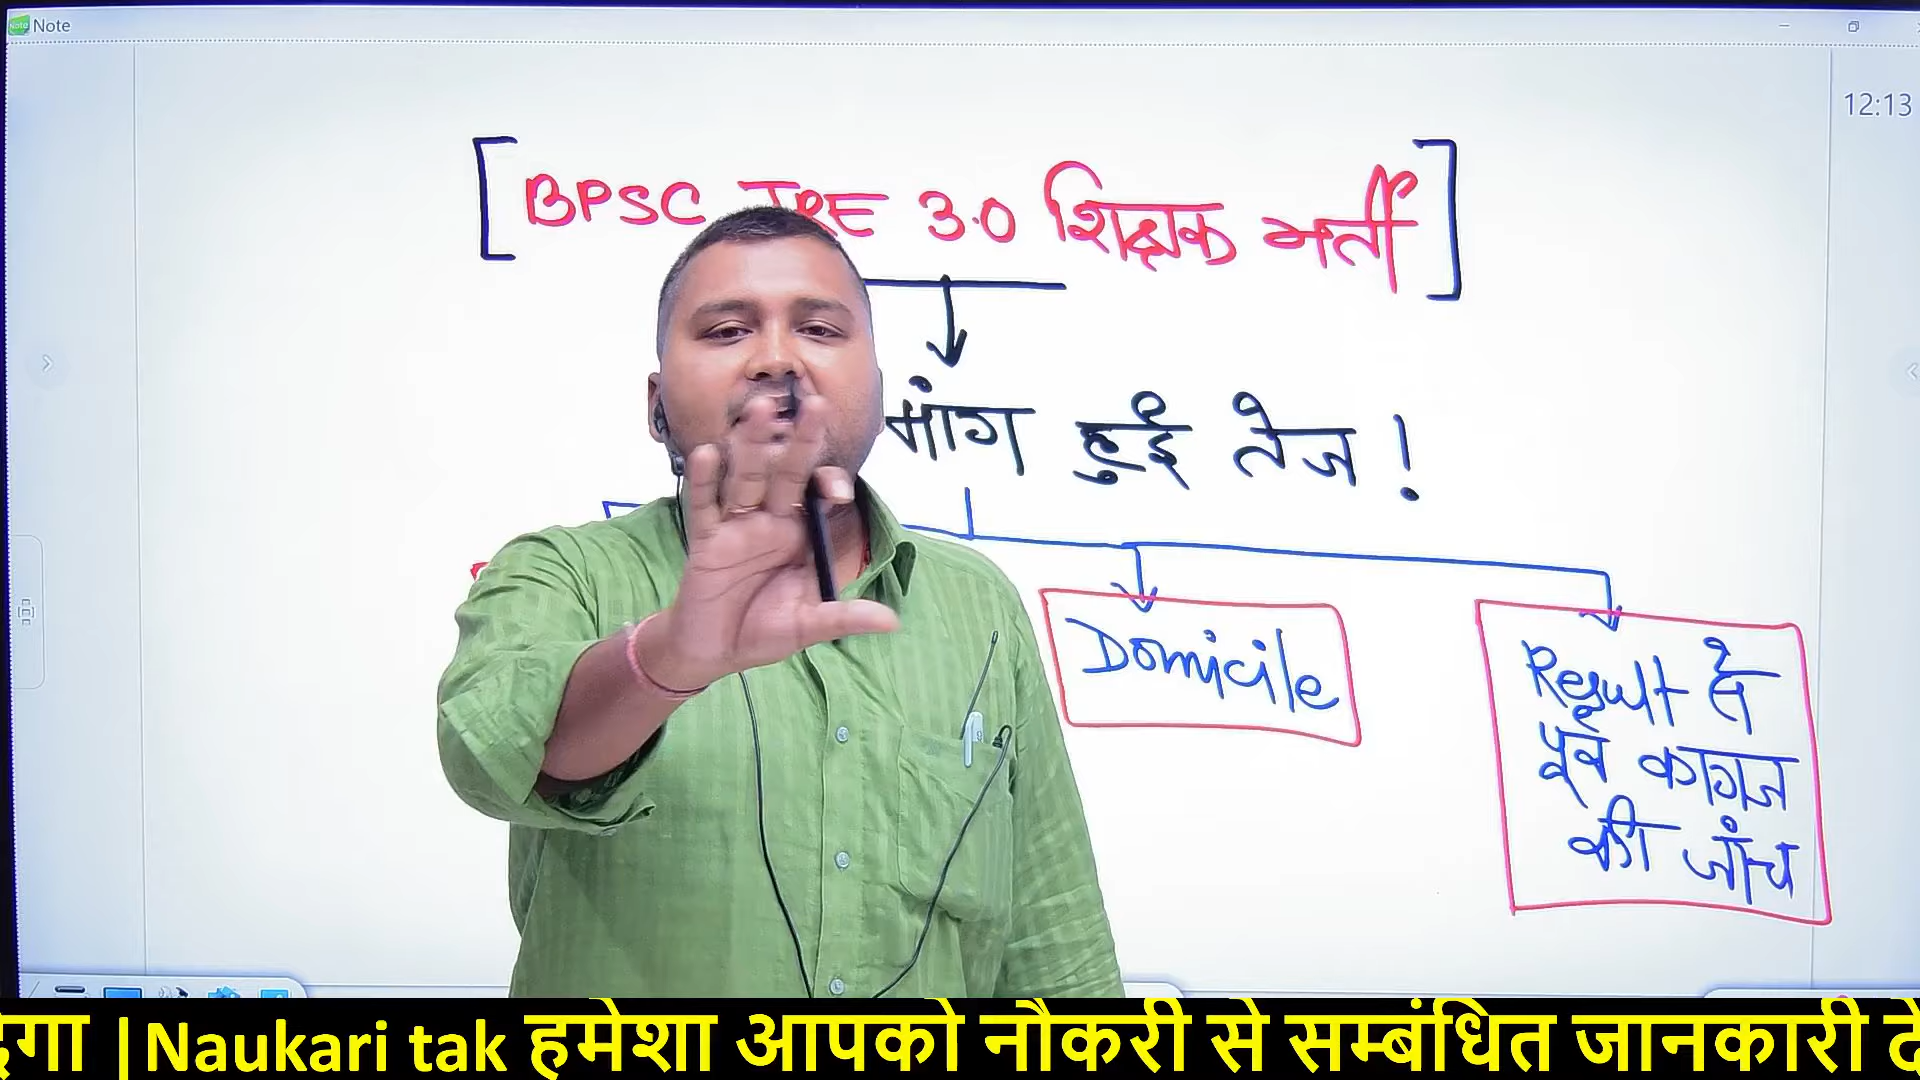 Note
12:13
[BPSC TRE 3.0 शिक्षक भर्ती]
मांग हुई तेज !
Domicile
Result से
पूर्व कागज
की जांच
|Naukari tak हमेशा आपको नौकरी से सम्बंधित जानकारी